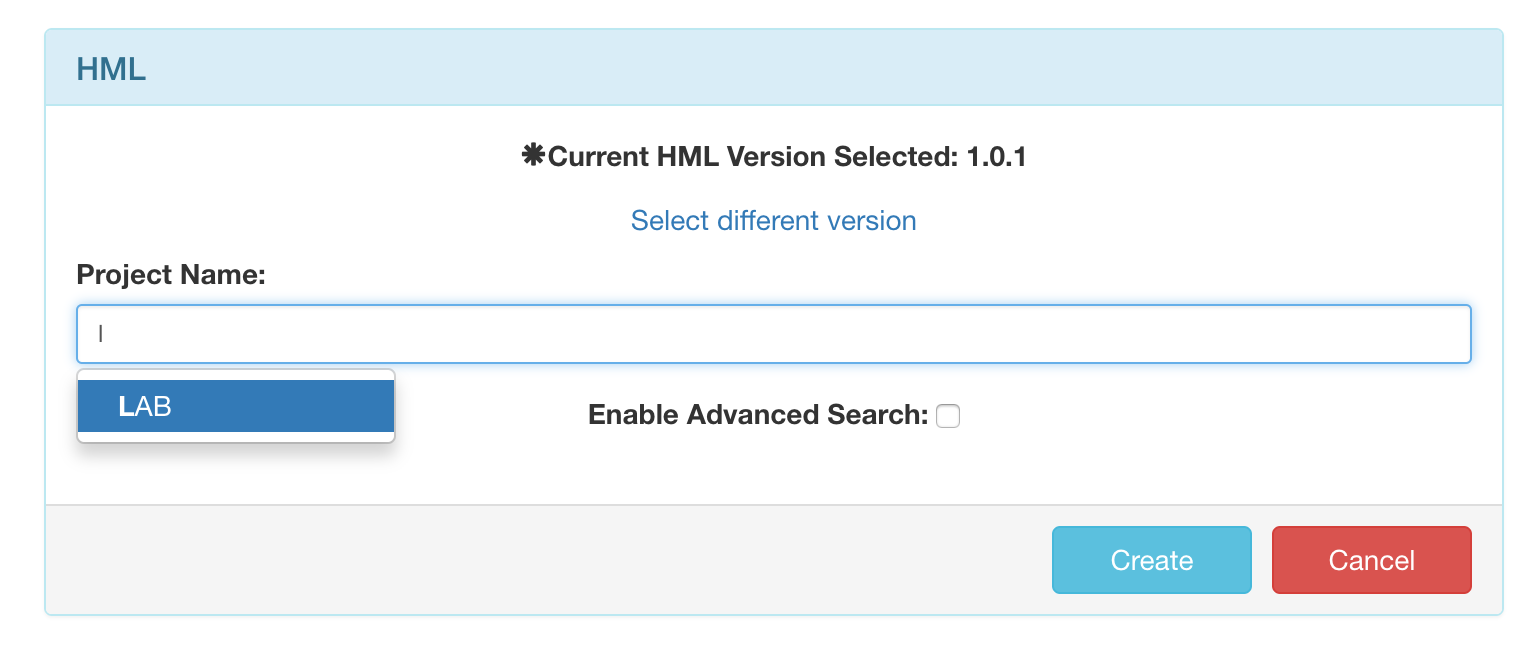 HML
✱Current HML Version Selected: 1.0.1
Select different version
Project Name:
l
LAB
Enable Advanced Search:
Create Cancel